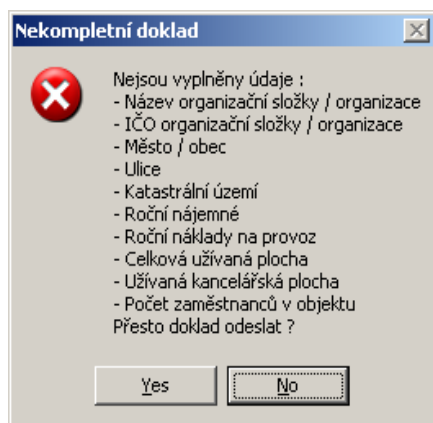 Nekompletní doklad
Nejsou vyplněny údaje :
- Název organizační složky / organizace
- IČO organizační složky / organizace
- Město / obec
- Ulice
- Katastrální území
- Roční nájemné
- Roční náklady na provoz
- Celková užívaná plocha
- Užívaná kancelářská plocha
- Počet zaměstnanců v objektu
Přesto doklad odeslat ?
Yes No